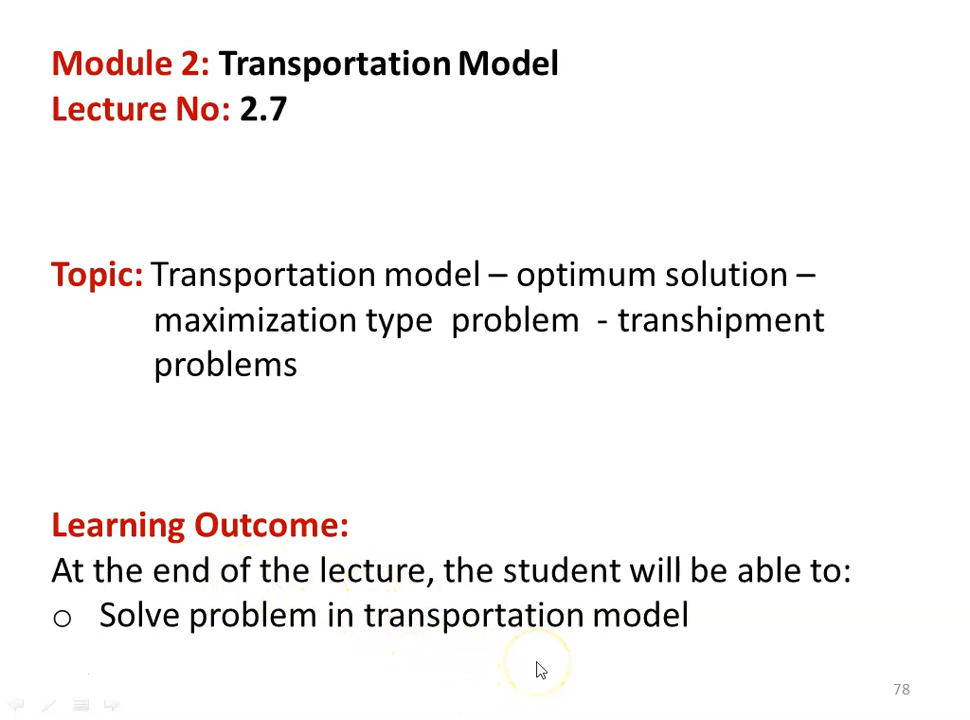 Module 2: Transportation Model
Lecture No: 2.7
Topic: Transportation model – optimum solution –
maximization type problem - transhipment
problems
Learning Outcome:
At the end of the lecture, the student will be able to:
o Solve problem in transportation model
78